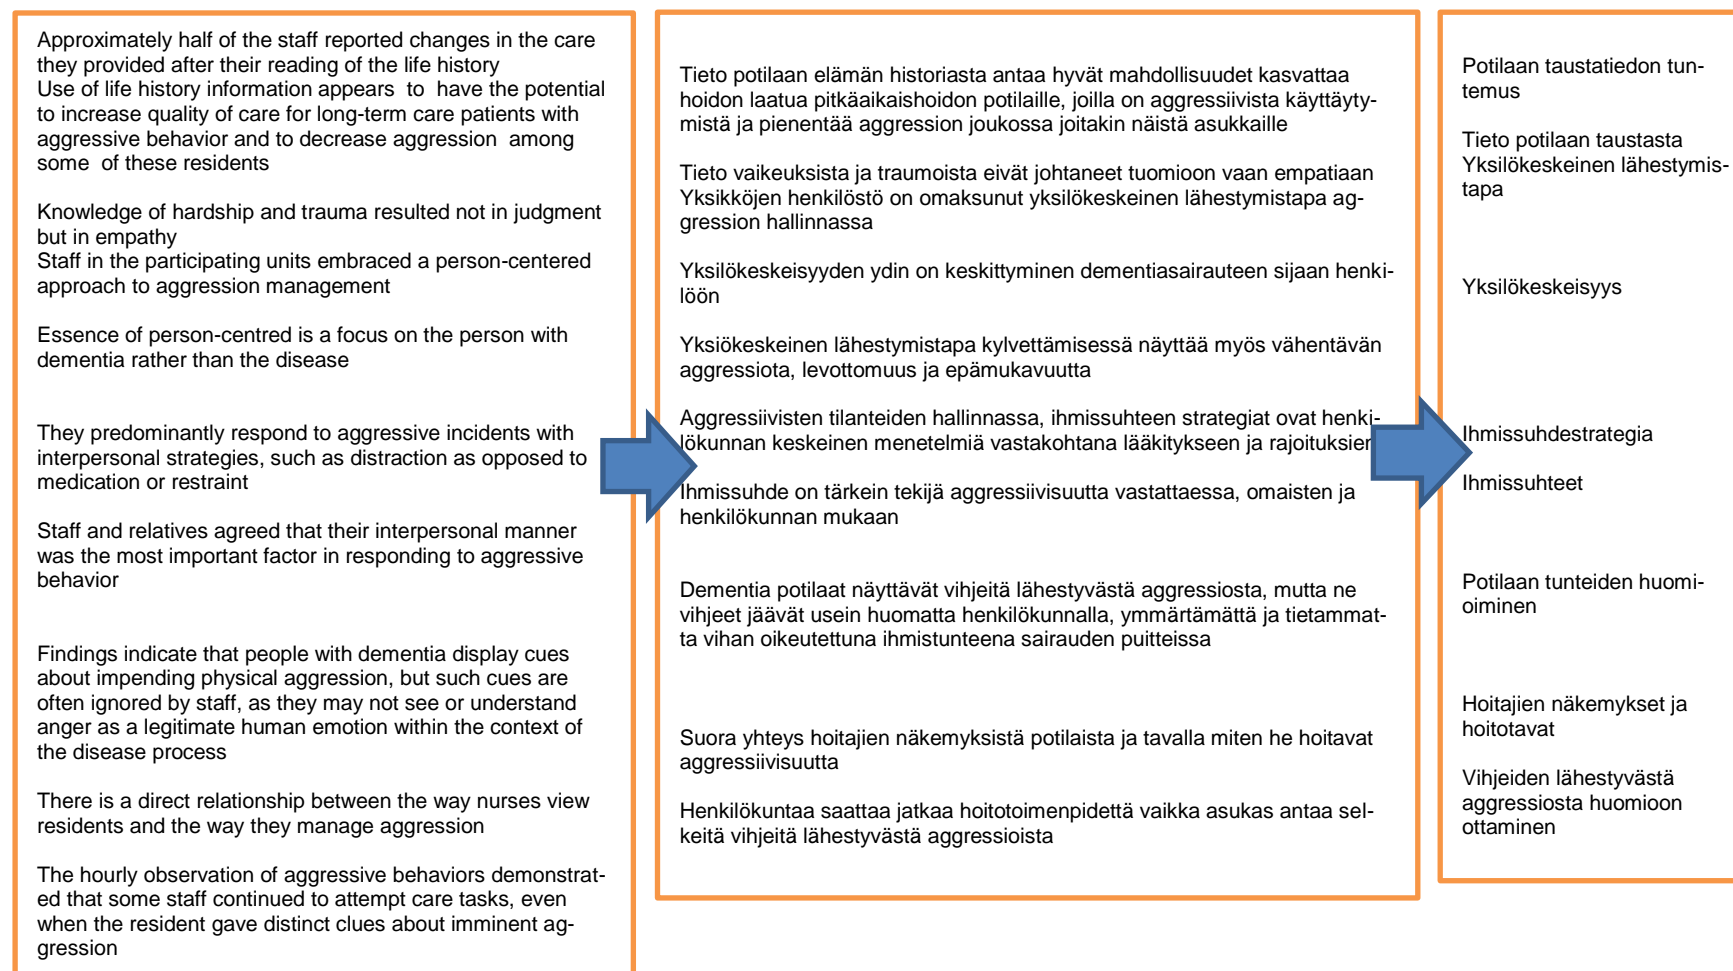 Approximately half of the staff reported changes in the care
they provided after their reading of the life history
Use of life history information appears to have the potential
to increase quality of care for long-term care patients with
aggressive behavior and to decrease aggression among
some of these residents
Knowledge of hardship and trauma resulted not in judgment
but in empathy
Staff in the participating units embraced a person-centered
approach to aggression management
Essence of person-centred is a focus on the person with
dementia rather than the disease
They predominantly respond to aggressive incidents with
interpersonal strategies, such as distraction as opposed to
medication or restraint
Staff and relatives agreed that their interpersonal manner
was the most important factor in responding to aggressive
behavior
Findings indicate that people with dementia display cues
about impending physical aggression, but such cues are
often ignored by staff, as they may not see or understand
anger as a legitimate human emotion within the context of
the disease process
There is a direct relationship between the way nurses view
residents and the way they manage aggression
The hourly observation of aggressive behaviors demonstrat-
ed that some staff continued to attempt care tasks, even
when the resident gave distinct clues about imminent ag-
gression
Tieto potilaan elämän historiasta antaa hyvät mahdollisuudet kasvattaa
hoidon laatua pitkäaikaishoidon potilaille, joilla on aggressiivista käyttäyty-
mistä ja pienentää aggression joukossa joitakin näistä asukkaille
Tieto vaikeuksista ja traumoista eivät johtaneet tuomioon vaan empatiaan
Yksikköjen henkilöstö on omaksunut yksilökeskeinen lähestymistapa ag-
gression hallinnassa
Yksilökeskeisyyden ydin on keskittyminen dementiasairauteen sijaan henki-
löön
Yksiökeskeinen lähestymistapa kylvettämisessä näyttää myös vähentävän
aggressiota, levottomuus ja epämukavuutta
Aggressiivisten tilanteiden hallinnassa, ihmissuhteen strategiat ovat henki-
lökunnan keskeinen menetelmiä vastakohtana lääkitykseen ja rajoituksien
Ihmissuhde on tärkein tekijä aggressiivisuutta vastattaessa, omaisten ja
henkilökunnan mukaan
Dementia potilaat näyttävät vihjeitä lähestyvästä aggressiosta, mutta ne
vihjeet jäävät usein huomatta henkilökunnalla, ymmärtämättä ja tietammat-
ta vihan oikeutettuna ihmistunteena sairauden puitteissa
Suora yhteys hoitajien näkemyksistä potilaista ja tavalla miten he hoitavat
aggressiivisuutta
Henkilökuntaa saattaa jatkaa hoitotoimenpidettä vaikka asukas antaa sel-
keitä vihjeitä lähestyvästä aggressioista
Potilaan taustatiedon tun-
temus
Tieto potilaan taustasta
Yksilökeskeinen lähestymis-
tapa
Yksilökeskeisyys
Ihmissuhdestrategia
Ihmissuhteet
Potilaan tunteiden huomi-
oiminen
Hoitajien näkemykset ja
hoitotavat
Vihjeiden lähestyvästä
aggressiosta huomioon
ottaminen